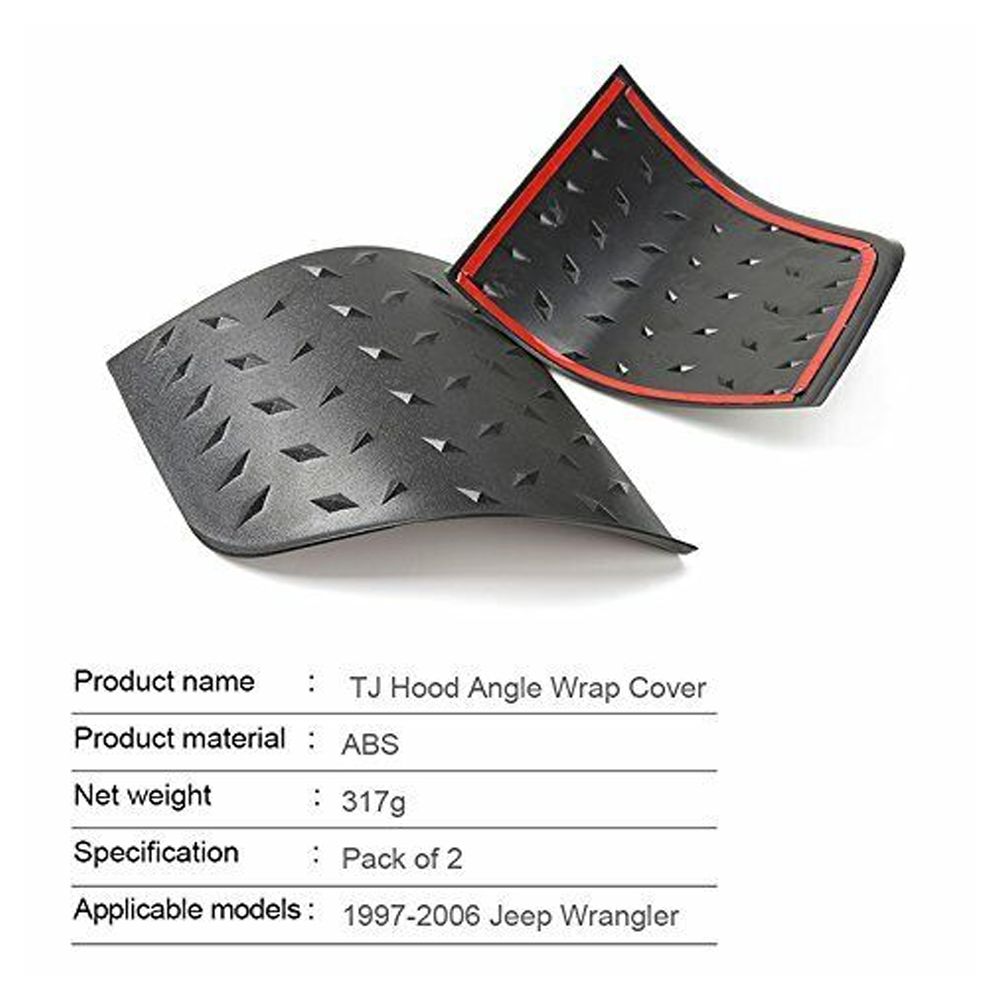 Product name : TJ Hood Angle Wrap Cover
Product material : ABS
Net weight : 317g
Specification : Pack of 2
Applicable models : 1997-2006 Jeep Wrangler